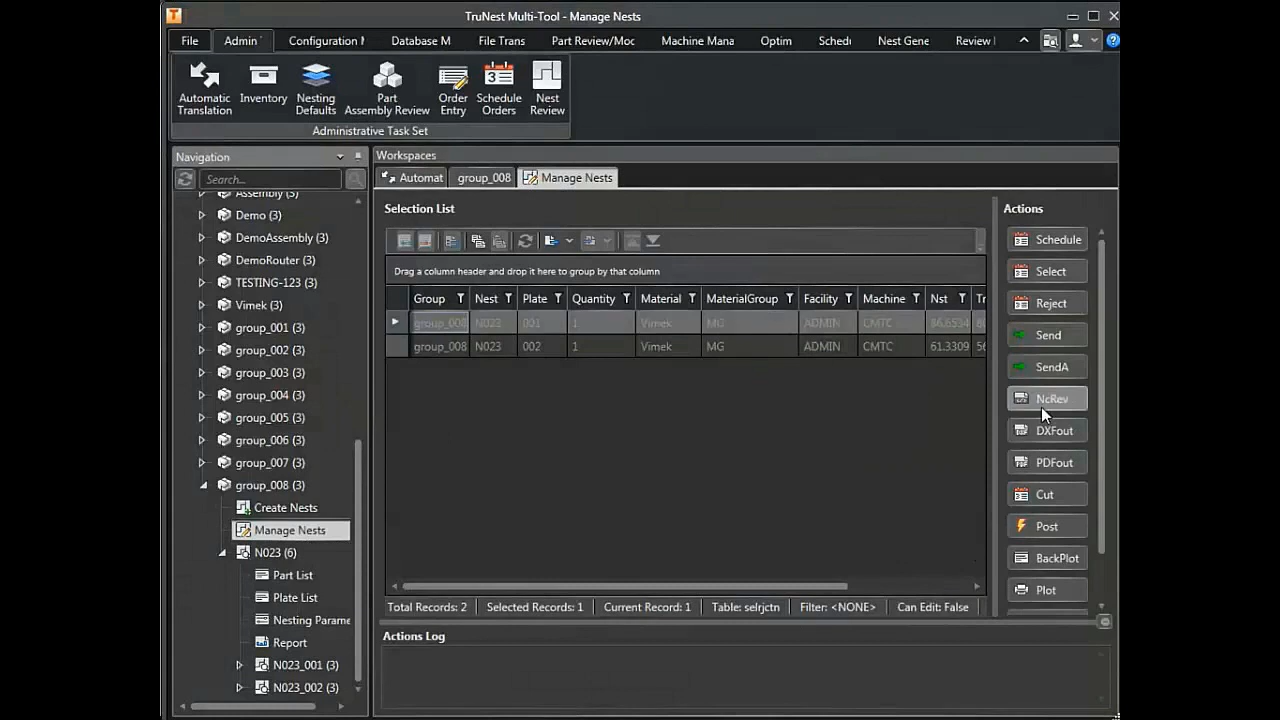 TruNest Multi-Tool - Manage Nests
File Admin Configuration Database M File Trans Part Review/Moc Machine Mana Optim Sched Nest Gene Review
Automatic Translation
Inventory
Nesting Defaults
Part Assembly Review
Order Entry
Schedule Orders
Nest Review
Administrative Task Set
Navigation
Search...
Assembly (3)
Demo (3)
DemoAssembly (3)
DemoRouter (3)
TESTING-123 (3)
Vimek (3)
group_001 (3)
group_002 (3)
group_003 (3)
group_004 (3)
group_005 (3)
group_006 (3)
group_007 (3)
group_008 (3)
Create Nests
Manage Nests
N023 (6)
Part List
Plate List
Nesting Parame
Report
N023_001 (3)
N023_002 (3)
Workspaces
Automat group_008 Manage Nests
Selection List
Drag a column header and drop it here to group by that column
Group Nest Plate Quantity Material MaterialGroup Facility Machine Nst Tr
group_008 N023 001 1 Vimek MG ADMIN CMTC 86.6534
group_008 N023 002 1 Vimek MG ADMIN CMTC 61.3309 56
Total Records: 2 Selected Records: 1 Current Record: 1 Table: selrjctn Filter: <NONE> Can Edit: False
Actions
Schedule
Select
Reject
Send
SendA
NcRev
DXFout
PDFout
Cut
Post
BackPlot
Plot
Actions Log